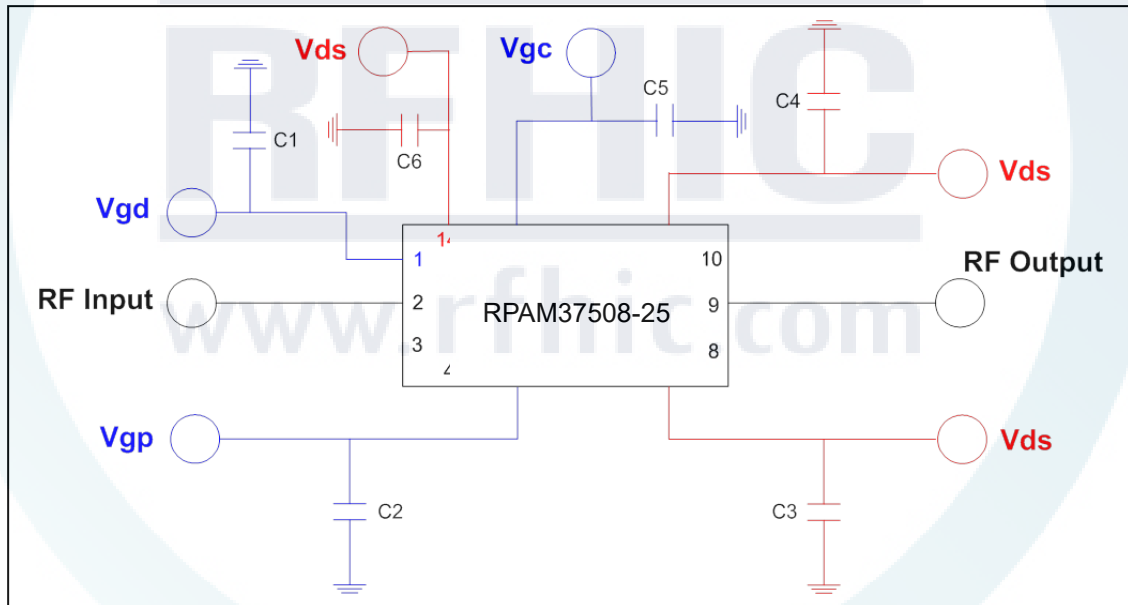 RFHIC
www.rfhic.com
Vds
Vgc
C5
C4
C1
C6
Vds
Vgd
14
1
10
RF Output
RF Input
2
RPAM37508-25
9
3
8
Vgp
Vds
C2
C3